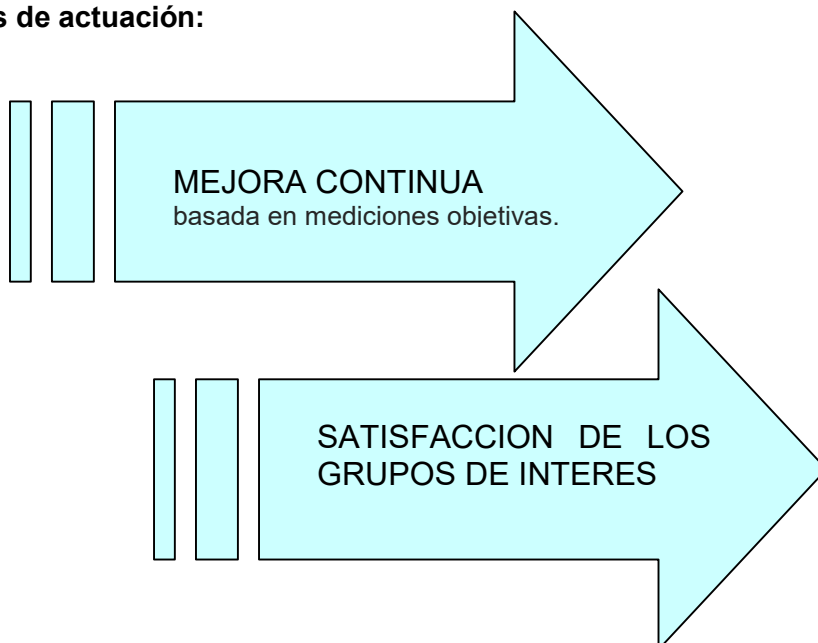 s de actuación:
MEJORA CONTINUA
basada en mediciones objetivas.
SATISFACCION DE LOS
GRUPOS DE INTERES